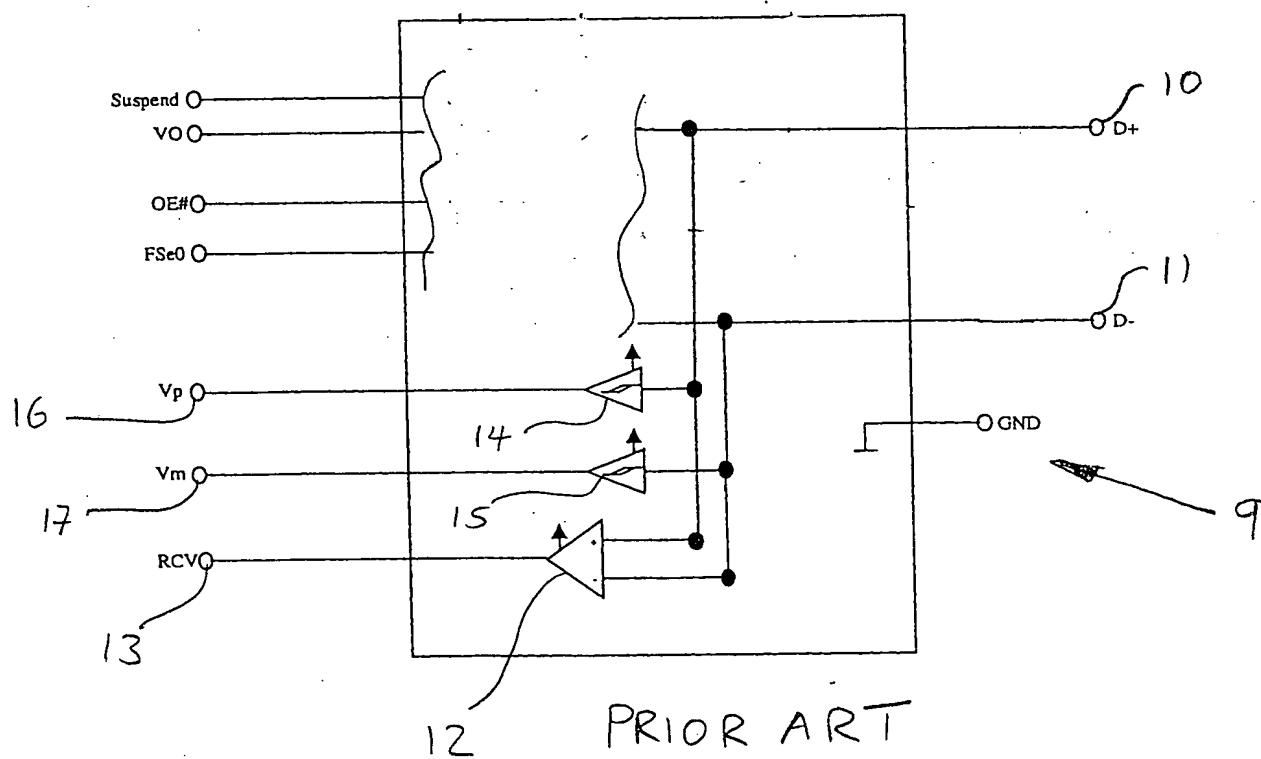 Suspend
10
D+
VO
OE#
FSe0
11
D-
Vp
16
14
GND
Vm
17
15
9
+
RCV
-
13
12
PRIOR ART